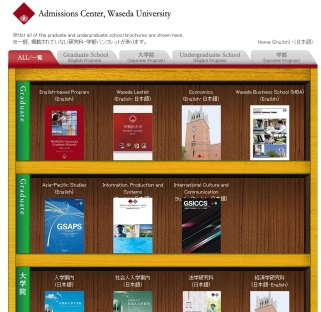 Admissions Center, Waseda University
※Not all of the graduate and undergraduate school brochures are shown here.
※一部、掲載されていない研究科・学部パンフレットがあります。
Home (English)・(日本語)
ALL/一覧
Graduate School
(English Program)
大学院
(Japanese Program)
Undergraduate School
(English Program)
学部
(Japanese Program)
Graduate
English-based Program
(English)
Waseda Leaflet
(English・日本語)
Economics
(English・日本語)
Waseda Business School (MBA)
(English)
Graduate
Asia-Pacific Studies
(English)
Information, Production and
Systems
(English・日本語)
International Culture and
Communication
GSAPS
GSICCS
大学院
入学案内
(日本語)
社会人入学案内
(日本語)
法学研究科
(日本語)
経済学研究科
(日本語・English)